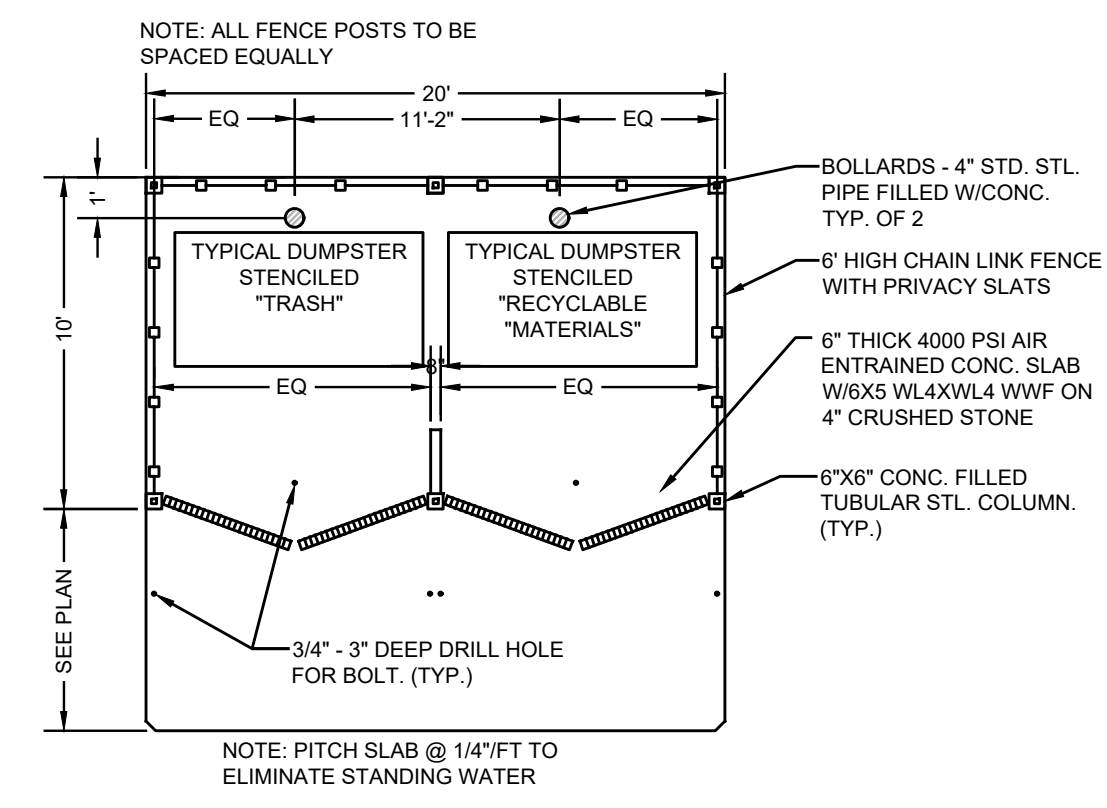 NOTE: ALL FENCE POSTS TO BE
SPACED EQUALLY
20'
EQ
11'-2"
EQ
1'
BOLLARDS - 4" STD. STL.
PIPE FILLED W/CONC.
TYP. OF 2
TYPICAL DUMPSTER
STENCILED
"TRASH"
TYPICAL DUMPSTER
STENCILED
"RECYCLABLE
"MATERIALS"
6' HIGH CHAIN LINK FENCE
WITH PRIVACY SLATS
10'
8"
EQ
EQ
6" THICK 4000 PSI AIR
ENTRAINED CONC. SLAB
W/6X5 WL4XWL4 WWF ON
4" CRUSHED STONE
6"X6" CONC. FILLED
TUBULAR STL. COLUMN.
(TYP.)
SEE PLAN
3/4" - 3" DEEP DRILL HOLE
FOR BOLT. (TYP.)
NOTE: PITCH SLAB @ 1/4"/FT TO
ELIMINATE STANDING WATER